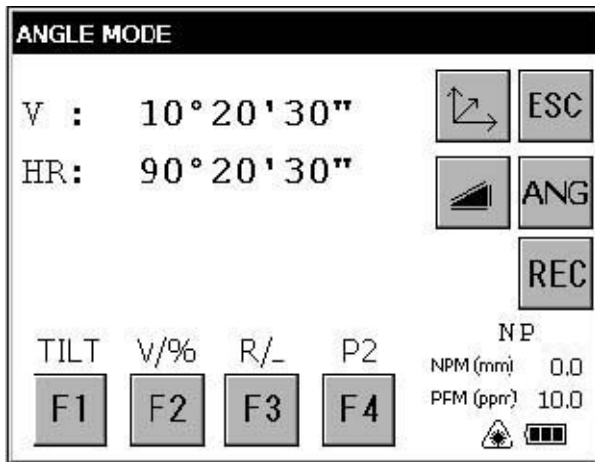 ANGLE MODE
V : 10°20'30"
HR: 90°20'30"
ESC
ANG
REC
TILT V/% R/_ P2
F1 F2 F3 F4
NP
NPM (mm) 0.0
PFM (ppm) 10.0